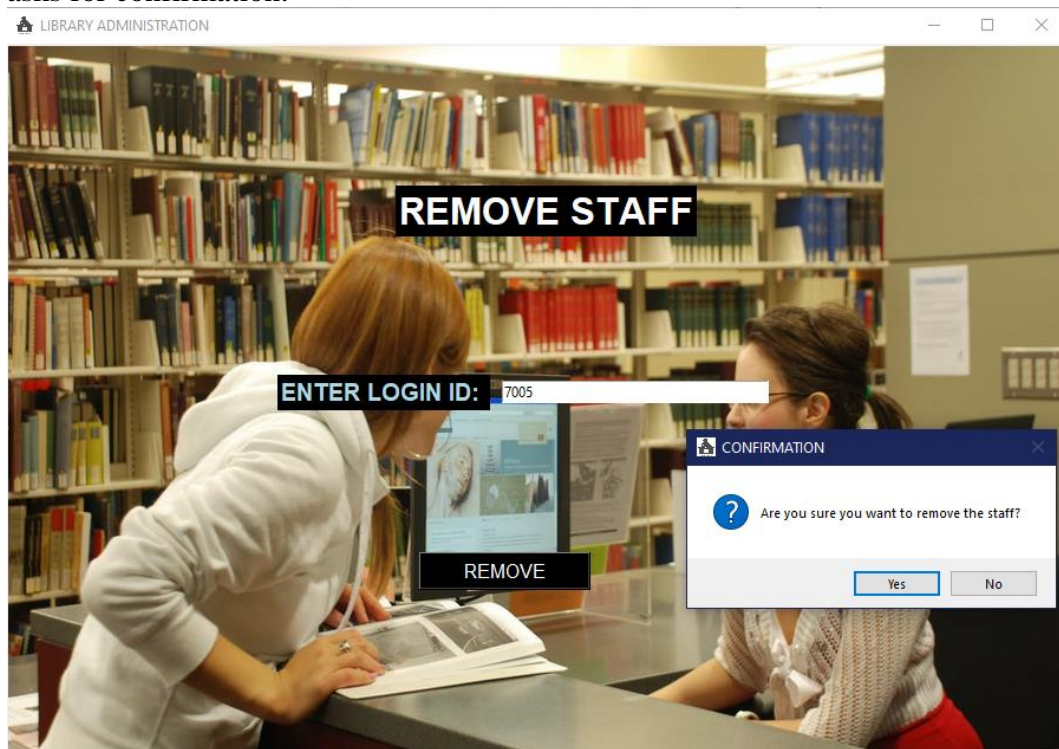 asks for confirmation.
LIBRARY ADMINISTRATION
REMOVE STAFF
ENTER LOGIN ID: 7005
CONFIRMATION
Are you sure you want to remove the staff?
Yes No
REMOVE